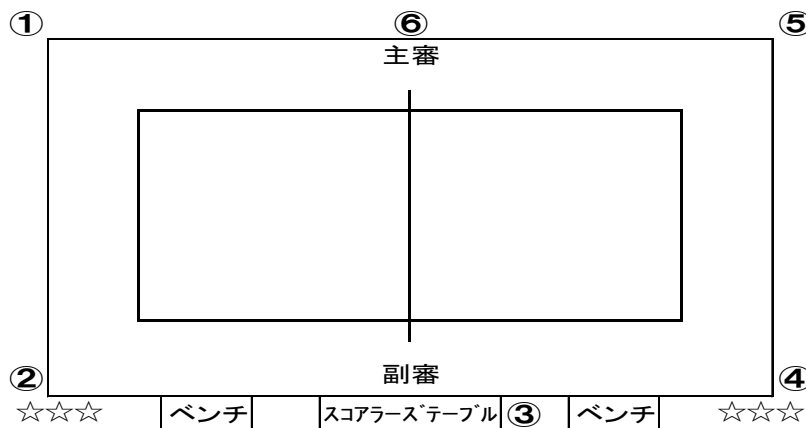 ① ⑥ ⑤
主審
副審
② ④
☆☆☆ ベンチ スコアラーズテーブル ③ ベンチ ☆☆☆